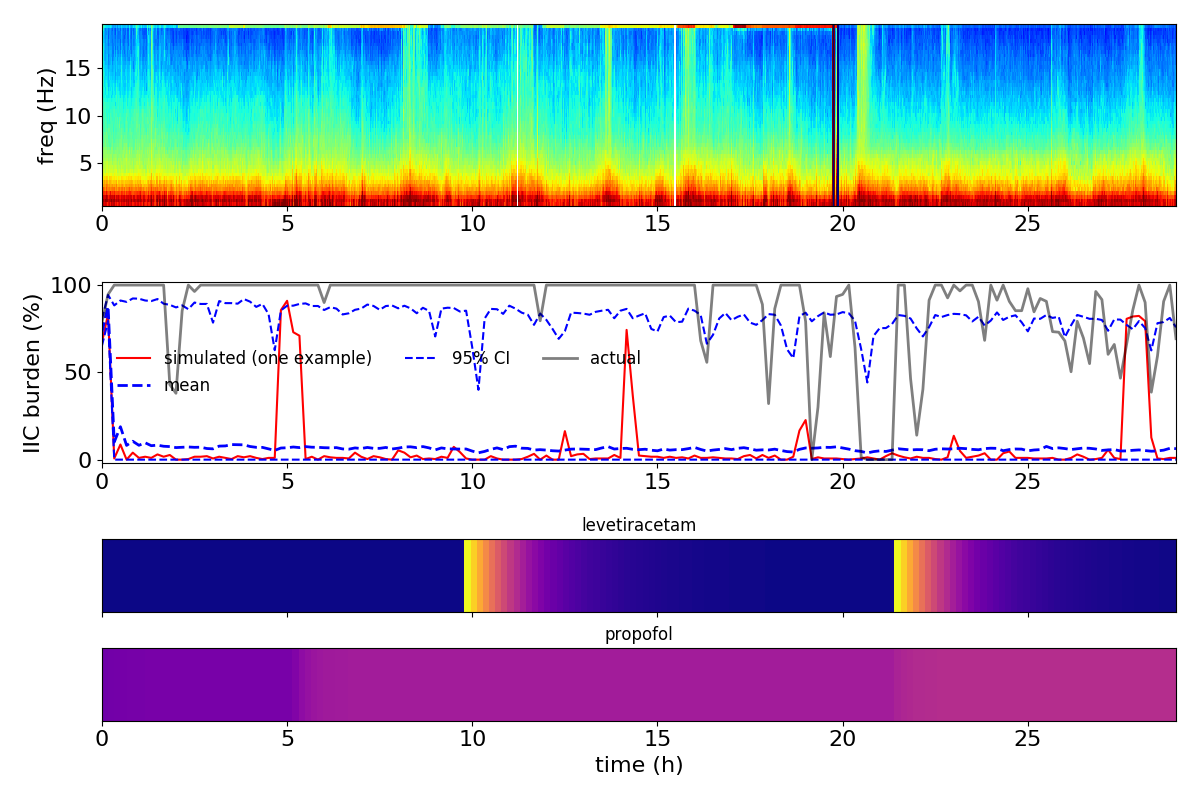 freq (Hz)
15
10
5
0 5 10 15 20 25
IIC burden (%)
100
50
0
simulated (one example) 95% CI actual
mean
0 5 10 15 20 25
levetiracetam
propofol
0 5 10 15 20 25
time (h)